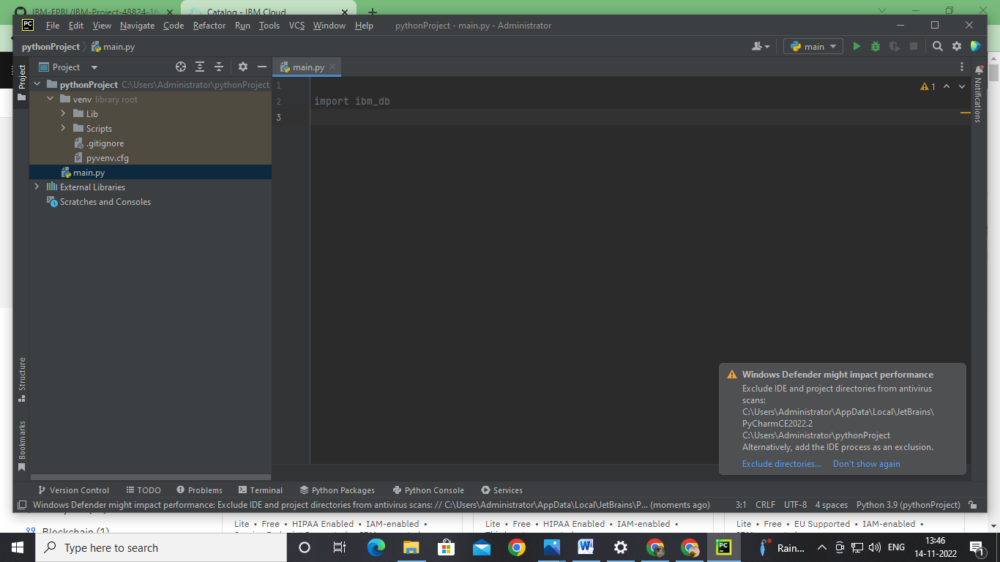 IBM-EPBL/IBM-Project-48824-16
Catalog - IBM Cloud
PC
File Edit View Navigate Code Refactor Run Tools VCS Window Help
pythonProject - main.py - Administrator
pythonProject
main.py
main
Project
Project
main.py
pythonProject C:\Users\Administrator\pythonProject
venv library root
Lib
Scripts
.gitignore
pyvenv.cfg
main.py
External Libraries
Scratches and Consoles
1
2 import ibm_db
3
1
Notifications
Structure
Bookmarks
Windows Defender might impact performance
Exclude IDE and project directories from antivirus
scans:
C:\Users\Administrator\AppData\Local\JetBrains\
PyCharmCE2022.2
C:\Users\Administrator\pythonProject
Alternatively, add the IDE process as an exclusion.
Exclude directories... Don't show again
Version Control TODO Problems Terminal Python Packages Python Console Services
Windows Defender might impact performance: Exclude IDE and project directories from antivirus scans: // C:\Users\Administrator\AppData\Local\JetBrains\P... (moments ago) 3:1 CRLF UTF-8 4 spaces Python 3.9 (pythonProject)
Blockchain (1)
Lite • Free • HIPAA Enabled • IAM-enabled •
Lite • Free • HIPAA Enabled • IAM-enabled •
Lite • Free • EU Supported • IAM-enabled •
Type here to search
PC
Rain...
ENG
13:46
14-11-2022
1